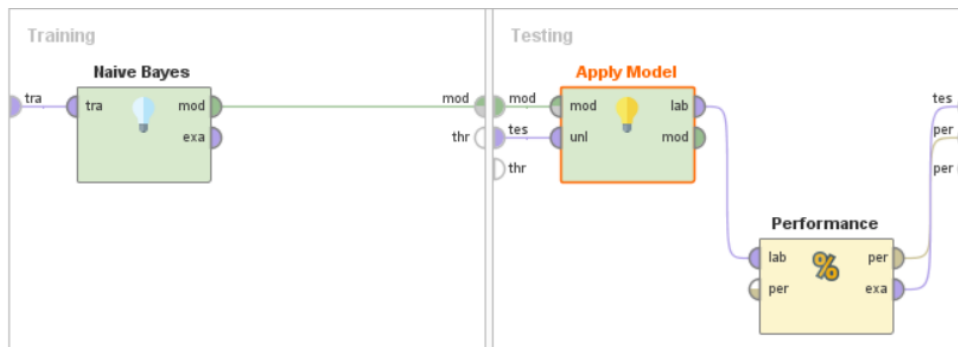 Training
Naive Bayes
tra
tra
mod
exa
mod
thr
Testing
Apply Model
mod
tes
thr
mod
unl
lab
mod
Performance
lab
per
per
exa
tes
per
per
%